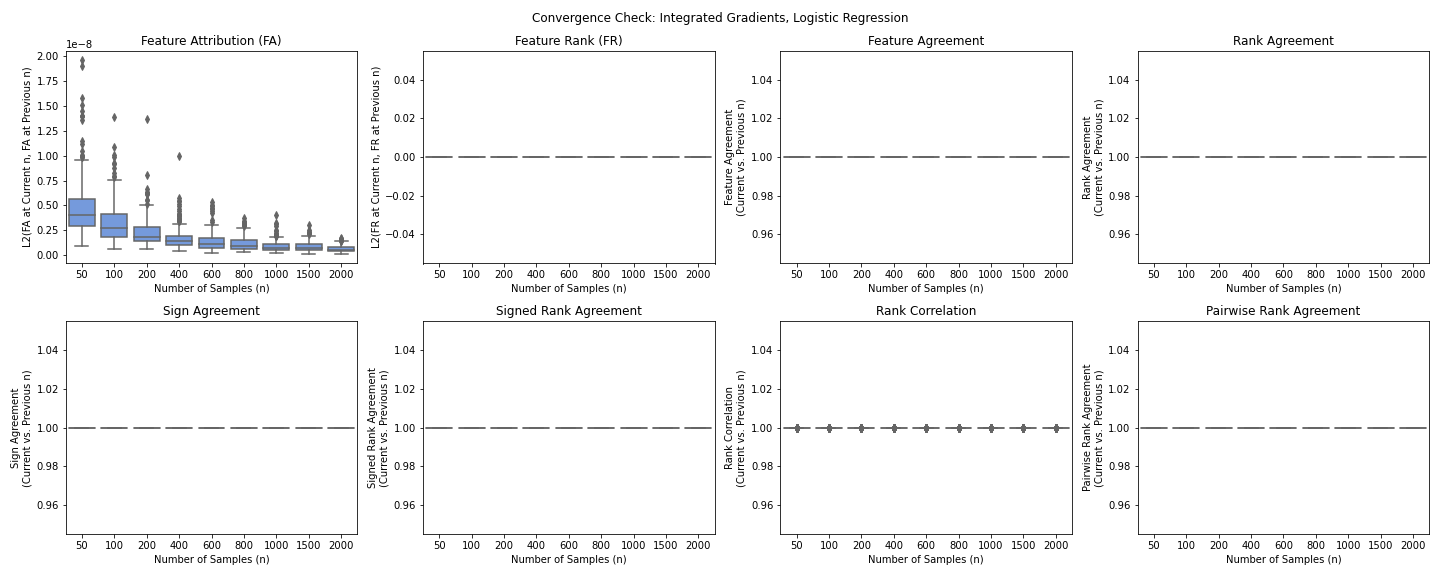 Convergence Check: Integrated Gradients, Logistic Regression
Feature Attribution (FA)
1e−8
L2(FA at Current n, FA at Previous n)
2.00
1.75
1.50
1.25
1.00
0.75
0.50
0.25
0.00
50 100 200 400 600 800 1000 1500 2000
Number of Samples (n)
Feature Rank (FR)
L2(FR at Current n, FR at Previous n)
0.04
0.02
0.00
−0.02
−0.04
50 100 200 400 600 800 1000 1500 2000
Number of Samples (n)
Feature Agreement
Feature Agreement
(Current vs. Previous n)
1.04
1.02
1.00
0.98
0.96
50 100 200 400 600 800 1000 1500 2000
Number of Samples (n)
Rank Agreement
Rank Agreement
(Current vs. Previous n)
1.04
1.02
1.00
0.98
0.96
50 100 200 400 600 800 1000 1500 2000
Number of Samples (n)
Sign Agreement
Sign Agreement
(Current vs. Previous n)
1.04
1.02
1.00
0.98
0.96
50 100 200 400 600 800 1000 1500 2000
Number of Samples (n)
Signed Rank Agreement
Signed Rank Agreement
(Current vs. Previous n)
1.04
1.02
1.00
0.98
0.96
50 100 200 400 600 800 1000 1500 2000
Number of Samples (n)
Rank Correlation
Rank Correlation
(Current vs. Previous n)
1.04
1.02
1.00
0.98
0.96
50 100 200 400 600 800 1000 1500 2000
Number of Samples (n)
Pairwise Rank Agreement
Pairwise Rank Agreement
(Current vs. Previous n)
1.04
1.02
1.00
0.98
0.96
50 100 200 400 600 800 1000 1500 2000
Number of Samples (n)